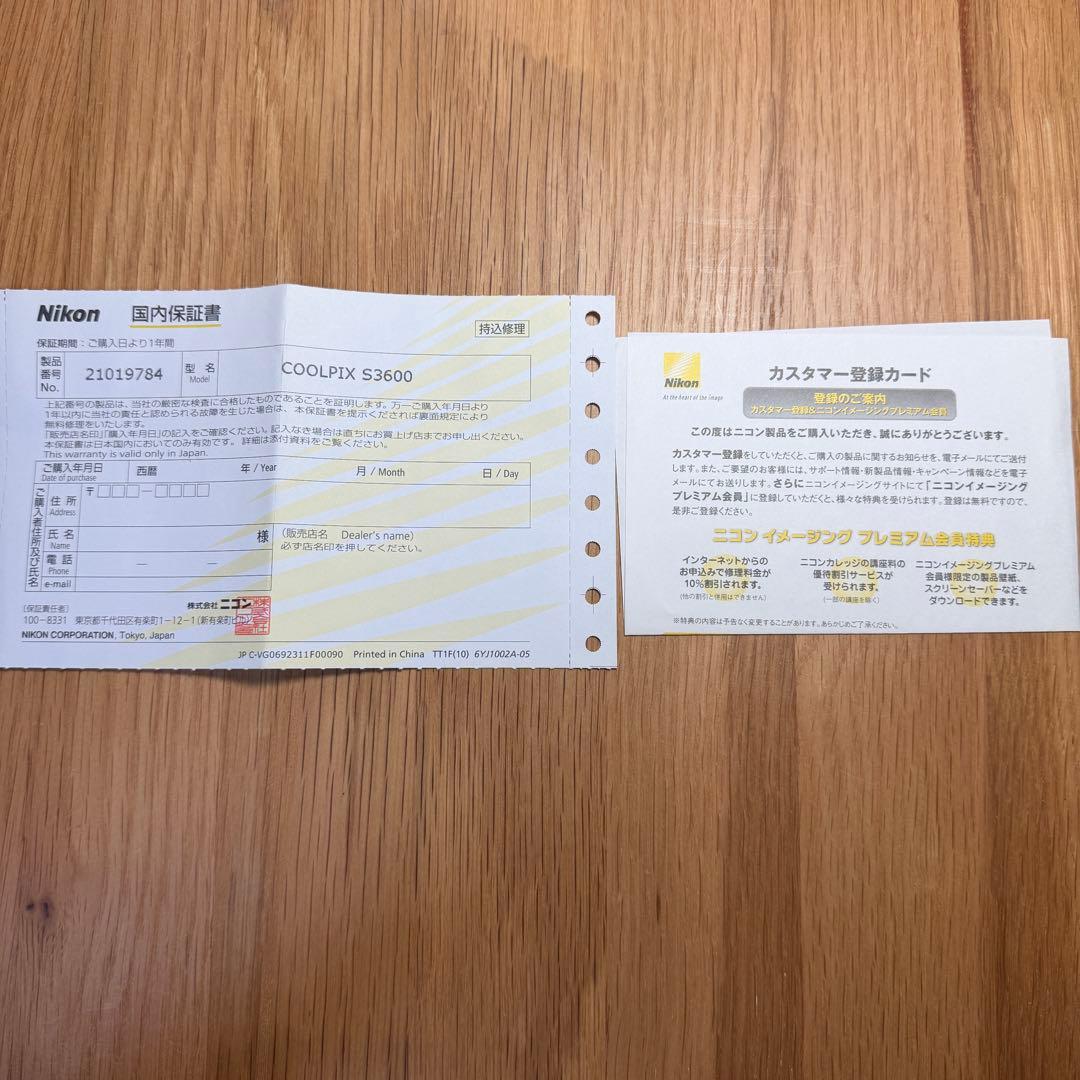 Nikon 国内保証書
持込修理
保証期間：ご購入日より1年間
製品番号 No. 21019784 型名 Model COOLPIX S3600
上記番号の製品は、当社の厳密な検査に合格したものであることを証明します。万一ご購入年月日より
1年以内に当社の責任と認められる故障を生じた場合は、本保証書を提示くだされば裏面規定により
無料修理をいたします。
「販売店名印」「購入年月日」の記入をご確認ください。記入なき場合は直ちにお買上げ店までお申し出ください。
本保証書は日本国内においてのみ有効です。 詳細は添付資料をご覧ください。
This warranty is valid only in Japan.
ご購入年月日 Date of purchase 西暦 年 / Year 月 / Month 日 / Day
ご購入者住所及び氏名
住所 Address 〒□□□－□□□□
氏名 Name 様
（販売店名 Dealer's name）
必ず店名印を押してください。
電話 Phone — —
e-mail
〔保証責任者〕 株式会社 ニコン
100-8331 東京都千代田区有楽町1-12-1（新有楽町ビル）
NIKON CORPORATION, Tokyo, Japan
JP C-VG0692311F00090 Printed in China TT1F(10) 6YJ1002A-05
Nikon
At the heart of the image
カスタマー登録カード
登録のご案内
カスタマー登録&ニコンイメージングプレミアム会員
この度はニコン製品をご購入いただき、誠にありがとうございます。
カスタマー登録をしていただくと、ご購入の製品に関するお知らせを、電子メールにてご送付
します。また、ご要望のお客様には、サポート情報・新製品情報・キャンペーン情報などを電子
メールにてお送りします。さらにニコンイメージングサイトにて「ニコンイメージング
プレミアム会員」に登録していただくと、様々な特典を受けられます。登録は無料ですので、
是非ご登録ください。
ニコン イメージング プレミアム会員特典
インターネットからの
お申込みで修理料金が
10%割引されます。
（他の割引と併用はできません）
ニコンカレッジの講座料の
優待割引サービスが
受けられます。
（一部の講座を除く）
ニコンイメージングプレミアム
会員様限定の製品壁紙、
スクリーンセーバーなどを
ダウンロードできます。
※特典の内容は予告なく変更することがあります。あらかじめご了承ください。